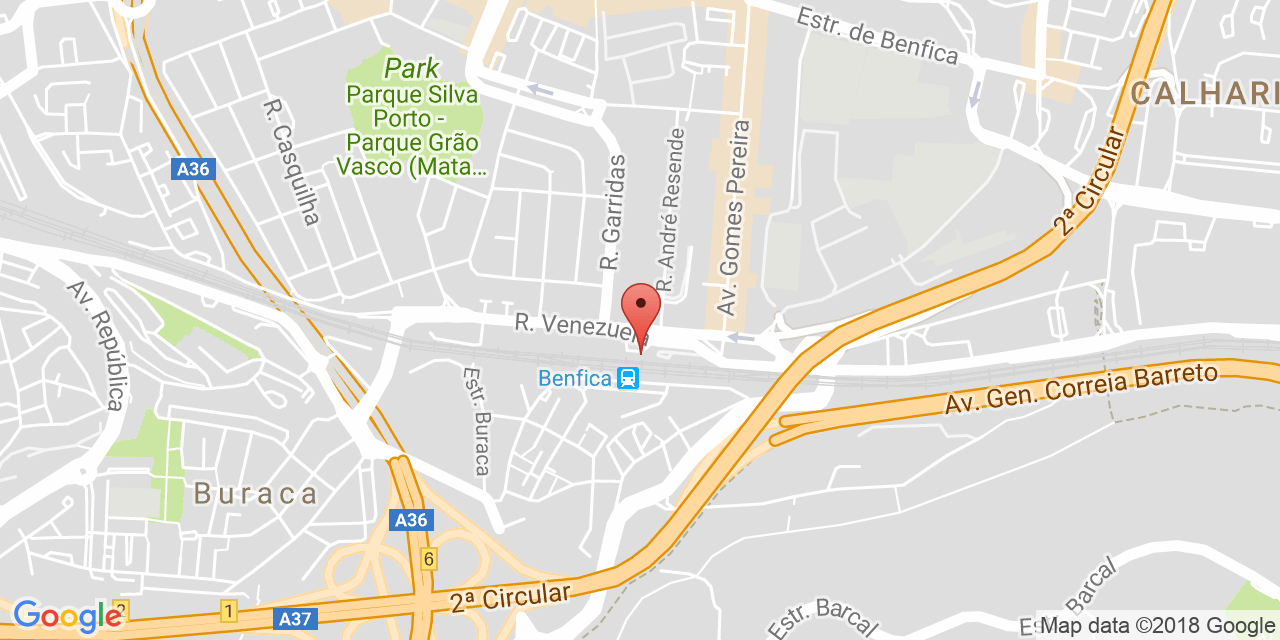 Estr. de Benfica
Park
Parque Silva
Porto -
Parque Grão
Vasco (Mata…
CALHARI
R. Casquilha
A36
R. Garridas
R. André Resende
Av. Gomes Pereira
2ª Circular
Av. República
R. Venezuela
Benfica
Estr. Buraca
Av. Gen. Correia Barreto
Buraca
A36
6
2ª Circular
1
2
A37
Google
Estr. Barcal
Barcal
Map data ©2018 Google